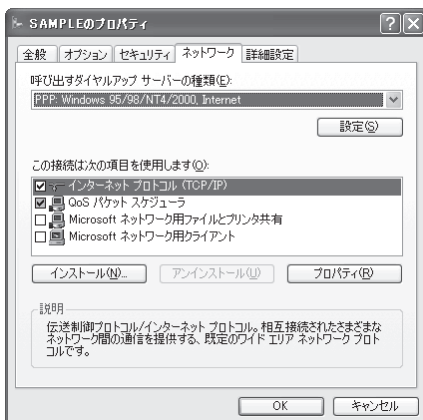 SAMPLEのプロパティ
全般 オプション セキュリティ ネットワーク 詳細設定
呼び出すダイヤルアップ サーバーの種類(E):
PPP: Windows 95/98/NT4/2000, Internet
設定(S)
この接続は次の項目を使用します(O):
インターネット プロトコル (TCP/IP)
QoS パケット スケジューラ
Microsoft ネットワーク用ファイルとプリンタ共有
Microsoft ネットワーク用クライアント
インストール(N)... アンインストール(U) プロパティ(R)
説明
伝送制御プロトコル/インターネット プロトコル。相互接続されたさまざまな
ネットワーク間の通信を提供する、既定のワイド エリア ネットワーク プロト
コルです。
OK キャンセル